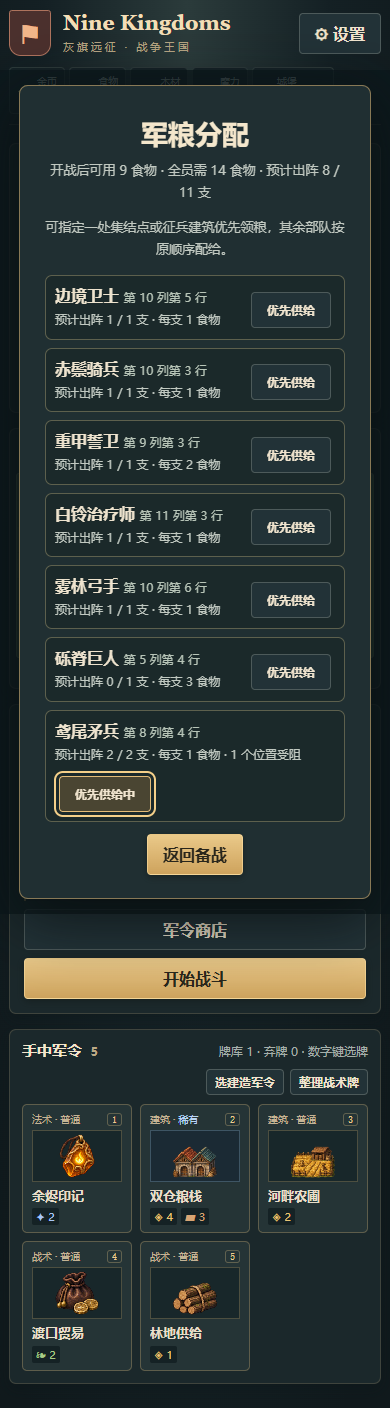 Nine Kingdoms
灰旗远征 · 战争王国
设置
金币 食物 木材 魔力
军粮分配
开战后可用 9 食物 · 全员需 14 食物 · 预计出阵 8 /
11 支
可指定一处集结点或征兵建筑优先领粮，其余部队按
原顺序配给。
边境卫士 第 10 列第 5 行
预计出阵 1 / 1 支 · 每支 1 食物
优先供给
赤鬃骑兵 第 10 列第 3 行
预计出阵 1 / 1 支 · 每支 1 食物
优先供给
重甲誓卫 第 9 列第 3 行
预计出阵 1 / 1 支 · 每支 2 食物
优先供给
白铃治疗师 第 11 列第 3 行
预计出阵 1 / 1 支 · 每支 1 食物
优先供给
雾林弓手 第 10 列第 6 行
预计出阵 1 / 1 支 · 每支 1 食物
优先供给
砾脊巨人 第 5 列第 4 行
预计出阵 0 / 1 支 · 每支 3 食物
优先供给
鸢尾矛兵 第 8 列第 4 行
预计出阵 2 / 2 支 · 每支 1 食物 · 1 个位置受阻
优先供给中
返回备战
军令商店
开始战斗
手中军令 5
牌库 1 · 弃牌 0 · 数字键选牌
选建造军令 整理战术牌
法术 · 普通 1
余烬印记
2
建筑 · 稀有 2
双仓粮栈
4 3
建筑 · 普通 3
河畔农圃
2
战术 · 普通 4
渡口贸易
2
战术 · 普通 5
林地供给
1